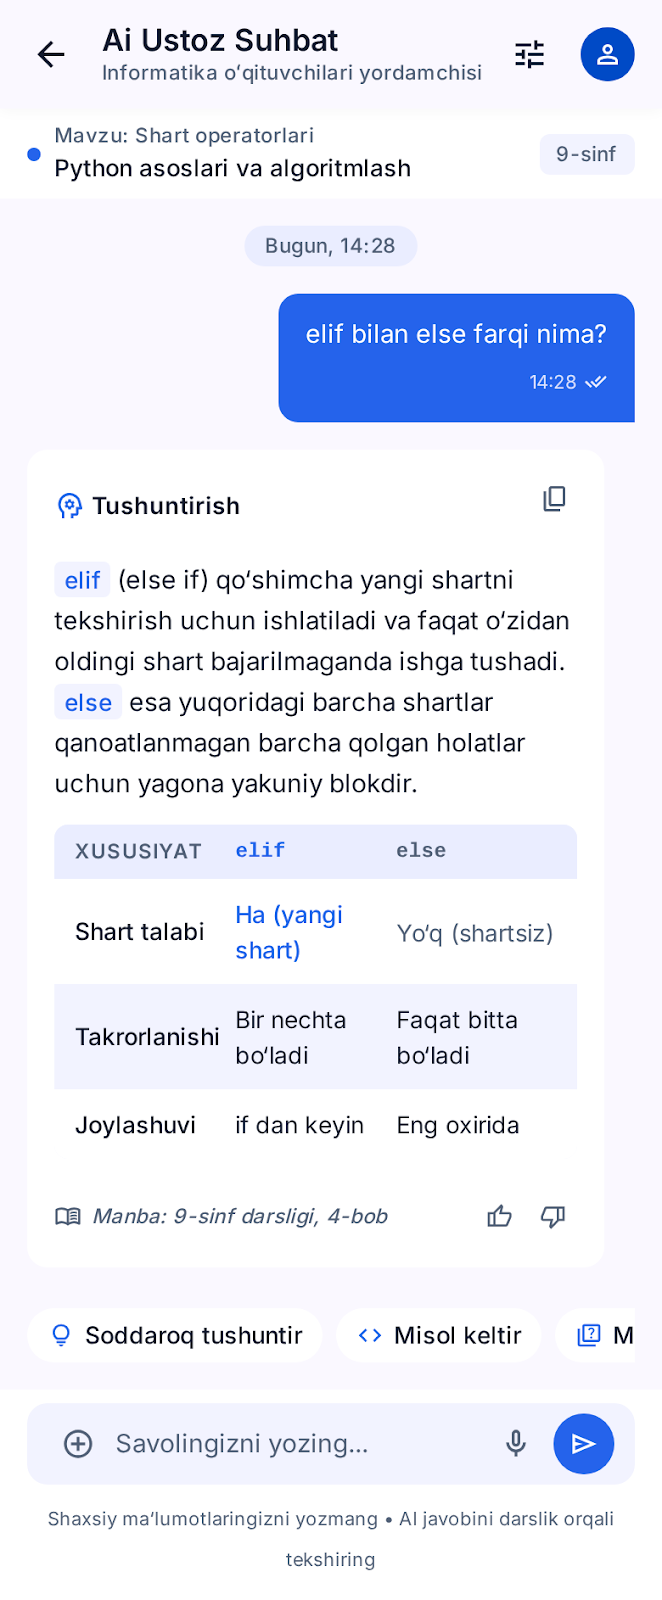 Ai Ustoz Suhbat
Informatika oʻqituvchilari yordamchisi
Mavzu: Shart operatorlari
Python asoslari va algoritmlash
9-sinf
Bugun, 14:28
elif bilan else farqi nima?
14:28
Tushuntirish
elif (else if) qoʻshimcha yangi shartni
tekshirish uchun ishlatiladi va faqat oʻzidan
oldingi shart bajarilmaganda ishga tushadi.
else esa yuqoridagi barcha shartlar
qanoatlanmagan barcha qolgan holatlar
uchun yagona yakuniy blokdir.
XUSUSIYAT elif else
Shart talabi Ha (yangi shart) Yoʻq (shartsiz)
Takrorlanishi Bir nechta boʻladi Faqat bitta boʻladi
Joylashuvi if dan keyin Eng oxirida
Manba: 9-sinf darsligi, 4-bob
Soddaroq tushuntir Misol keltir M
Savolingizni yozing...
Shaxsiy maʼlumotlaringizni yozmang • AI javobini darslik orqali
tekshiring